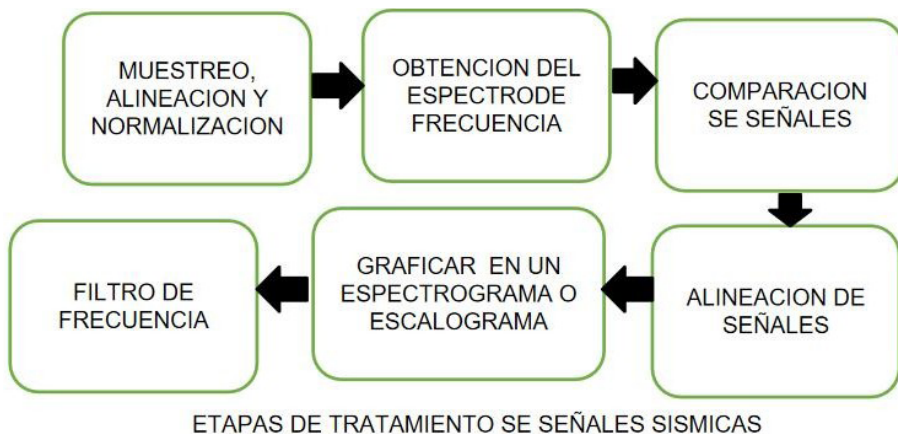 MUESTREO,
ALINEACION Y
NORMALIZACION
OBTENCION DEL
ESPECTRODE
FRECUENCIA
COMPARACION
SE SEÑALES
ALINEACION DE
SEÑALES
GRAFICAR EN UN
ESPECTROGRAMA O
ESCALOGRAMA
FILTRO DE
FRECUENCIA
ETAPAS DE TRATAMIENTO SE SEÑALES SISMICAS